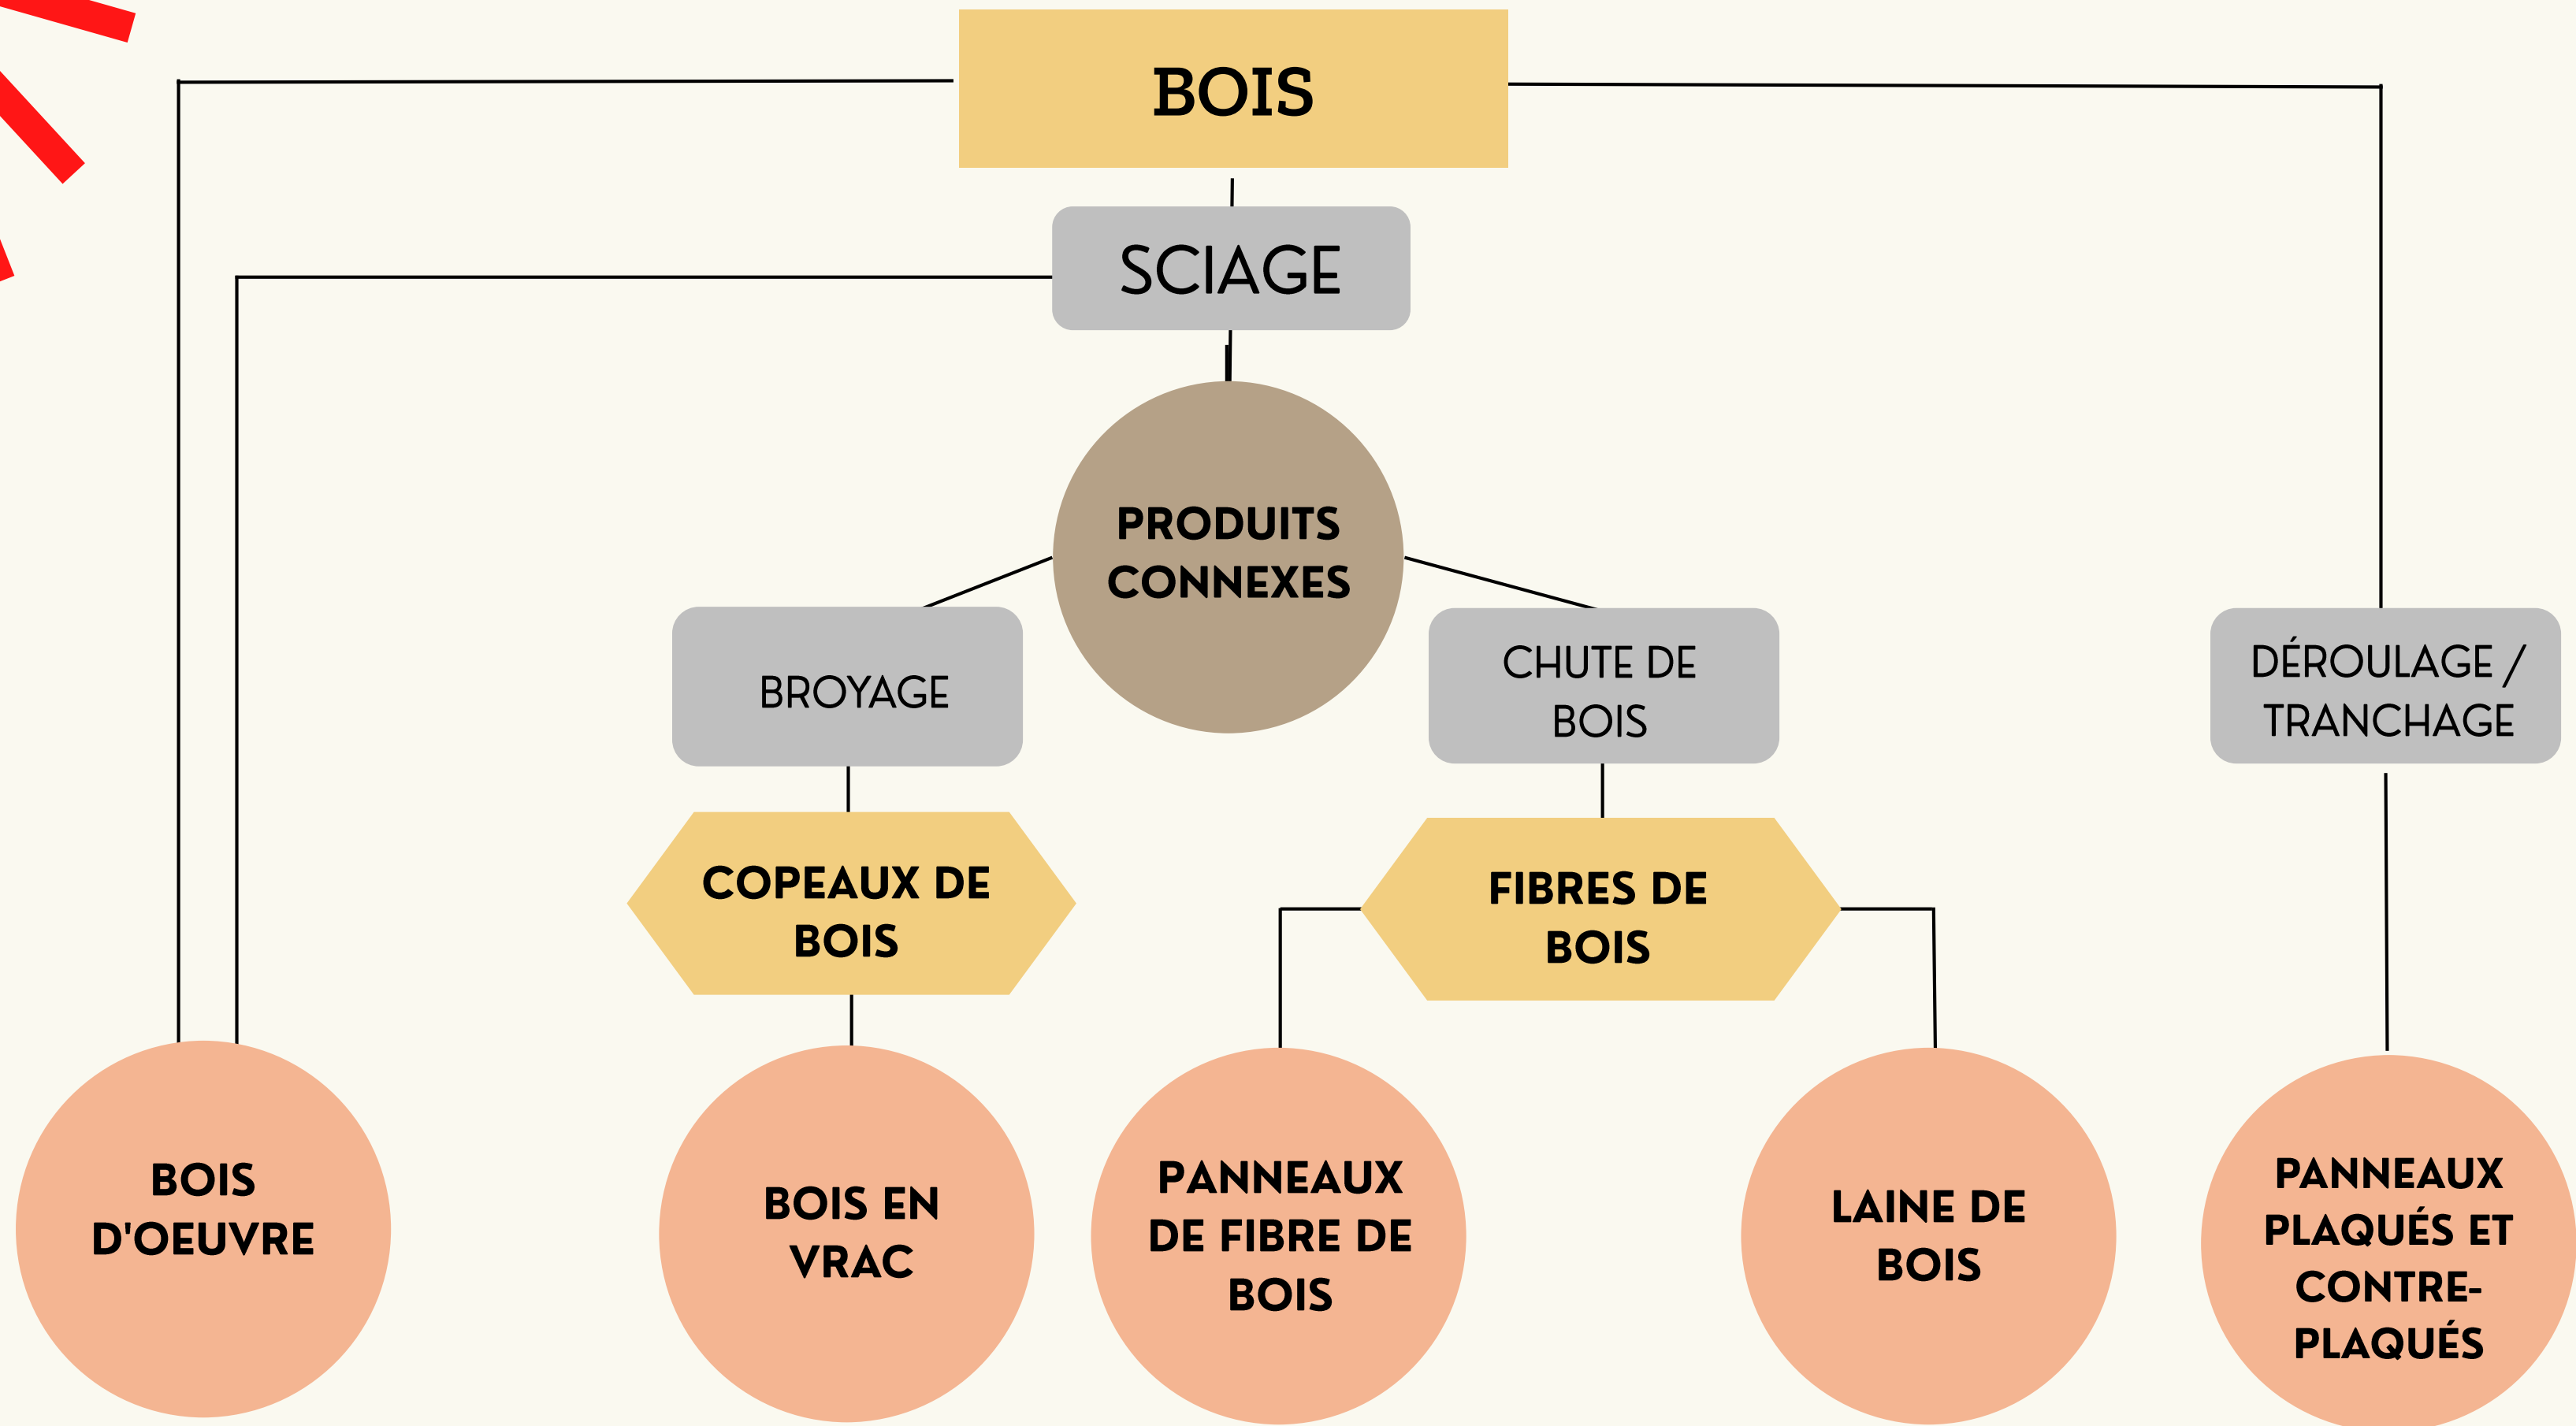 BOIS
SCIAGE
PRODUITS
CONNEXES
BROYAGE
CHUTE DE
BOIS
DÉROULAGE /
TRANCHAGE
COPEAUX DE
BOIS
FIBRES DE
BOIS
BOIS
D'OEUVRE
BOIS EN
VRAC
PANNEAUX
DE FIBRE DE
BOIS
LAINE DE
BOIS
PANNEAUX
PLAQUÉS ET
CONTRE-
PLAQUÉS